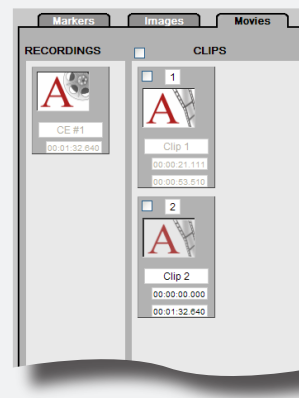 Markers Images Movies
RECORDINGS CLIPS
A
CE #1
00:01:32.640
1
A
Clip 1
00:00:21.111
00:00:53.510
2
A
Clip 2
00:00:00.000
00:01:32.640